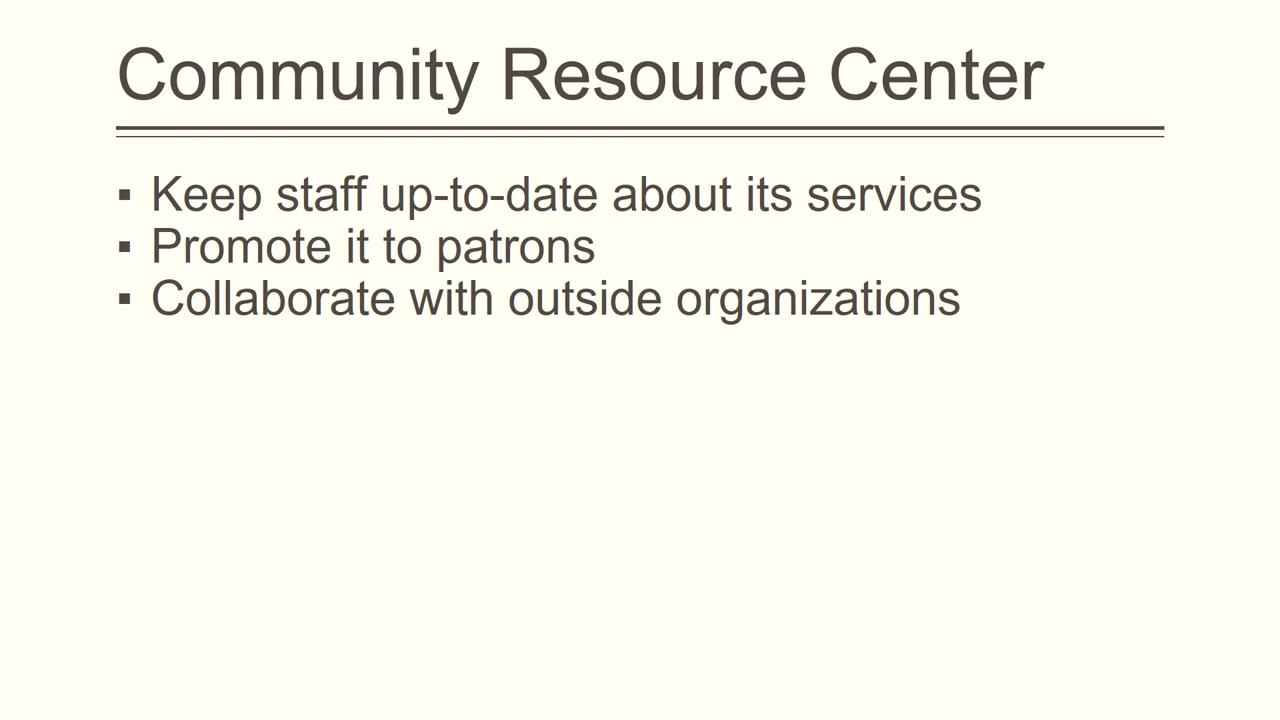 Community Resource Center
▪ Keep staff up-to-date about its services
▪ Promote it to patrons
▪ Collaborate with outside organizations